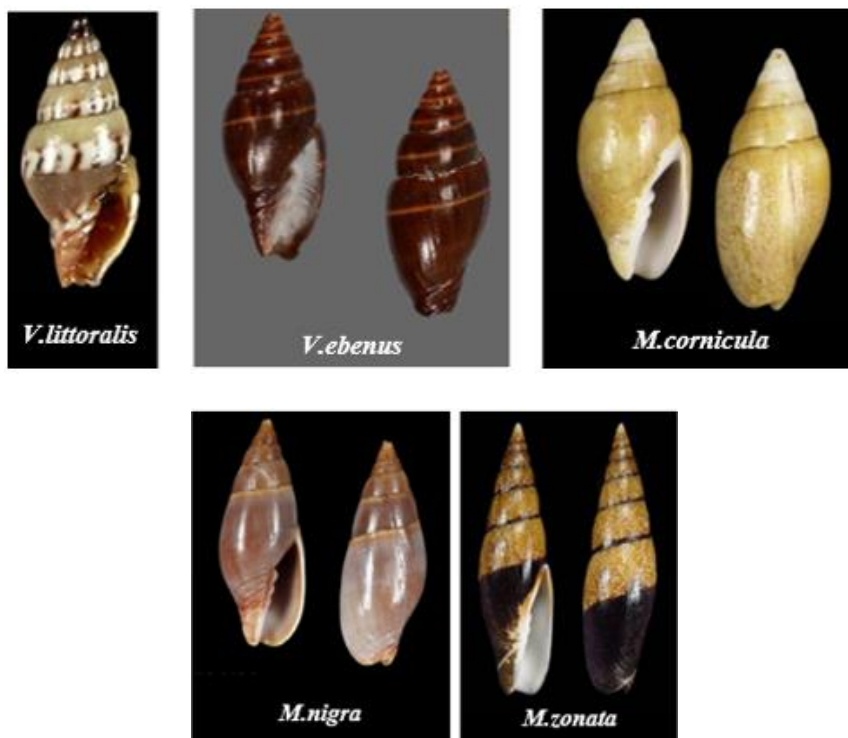 V.littoralis
V.ebenus
M.cornicula
M.nigra
M.zonata